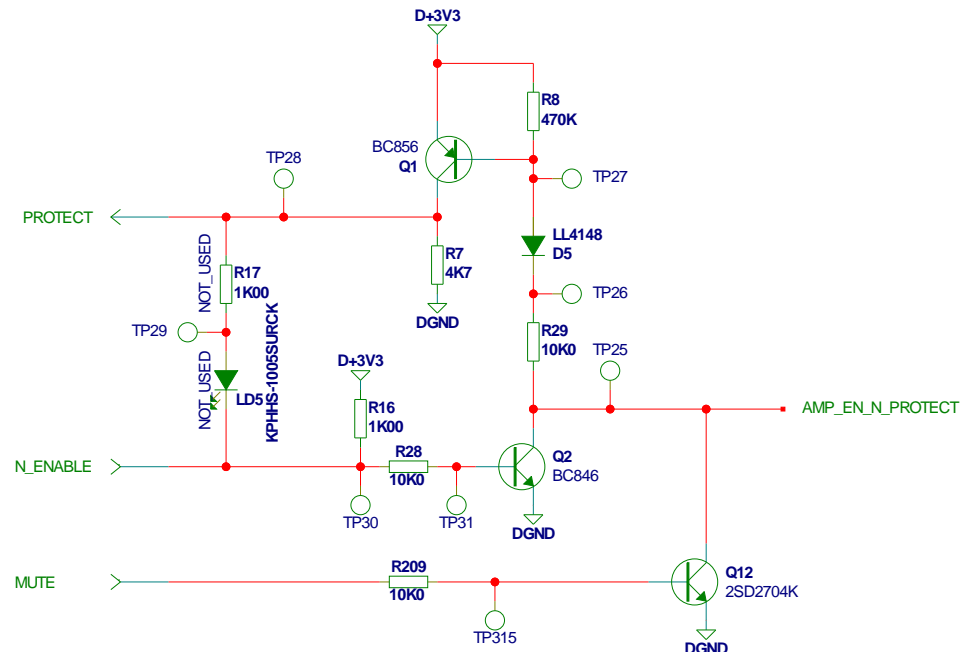 D+3V3
R8
470K
BC856
Q1
TP28
TP27
PROTECT
LL4148
D5
R7
4K7
NOT_USED
R17
1K00
TP26
DGND
TP29
R29
10K0
KPHHS-1005SURCK
D+3V3
TP25
NOT_USED
LD5
R16
1K00
AMP_EN_N_PROTECT
R28
10K0
Q2
BC846
N_ENABLE
TP30
TP31
DGND
R209
10K0
Q12
2SD2704K
MUTE
TP315
DGND